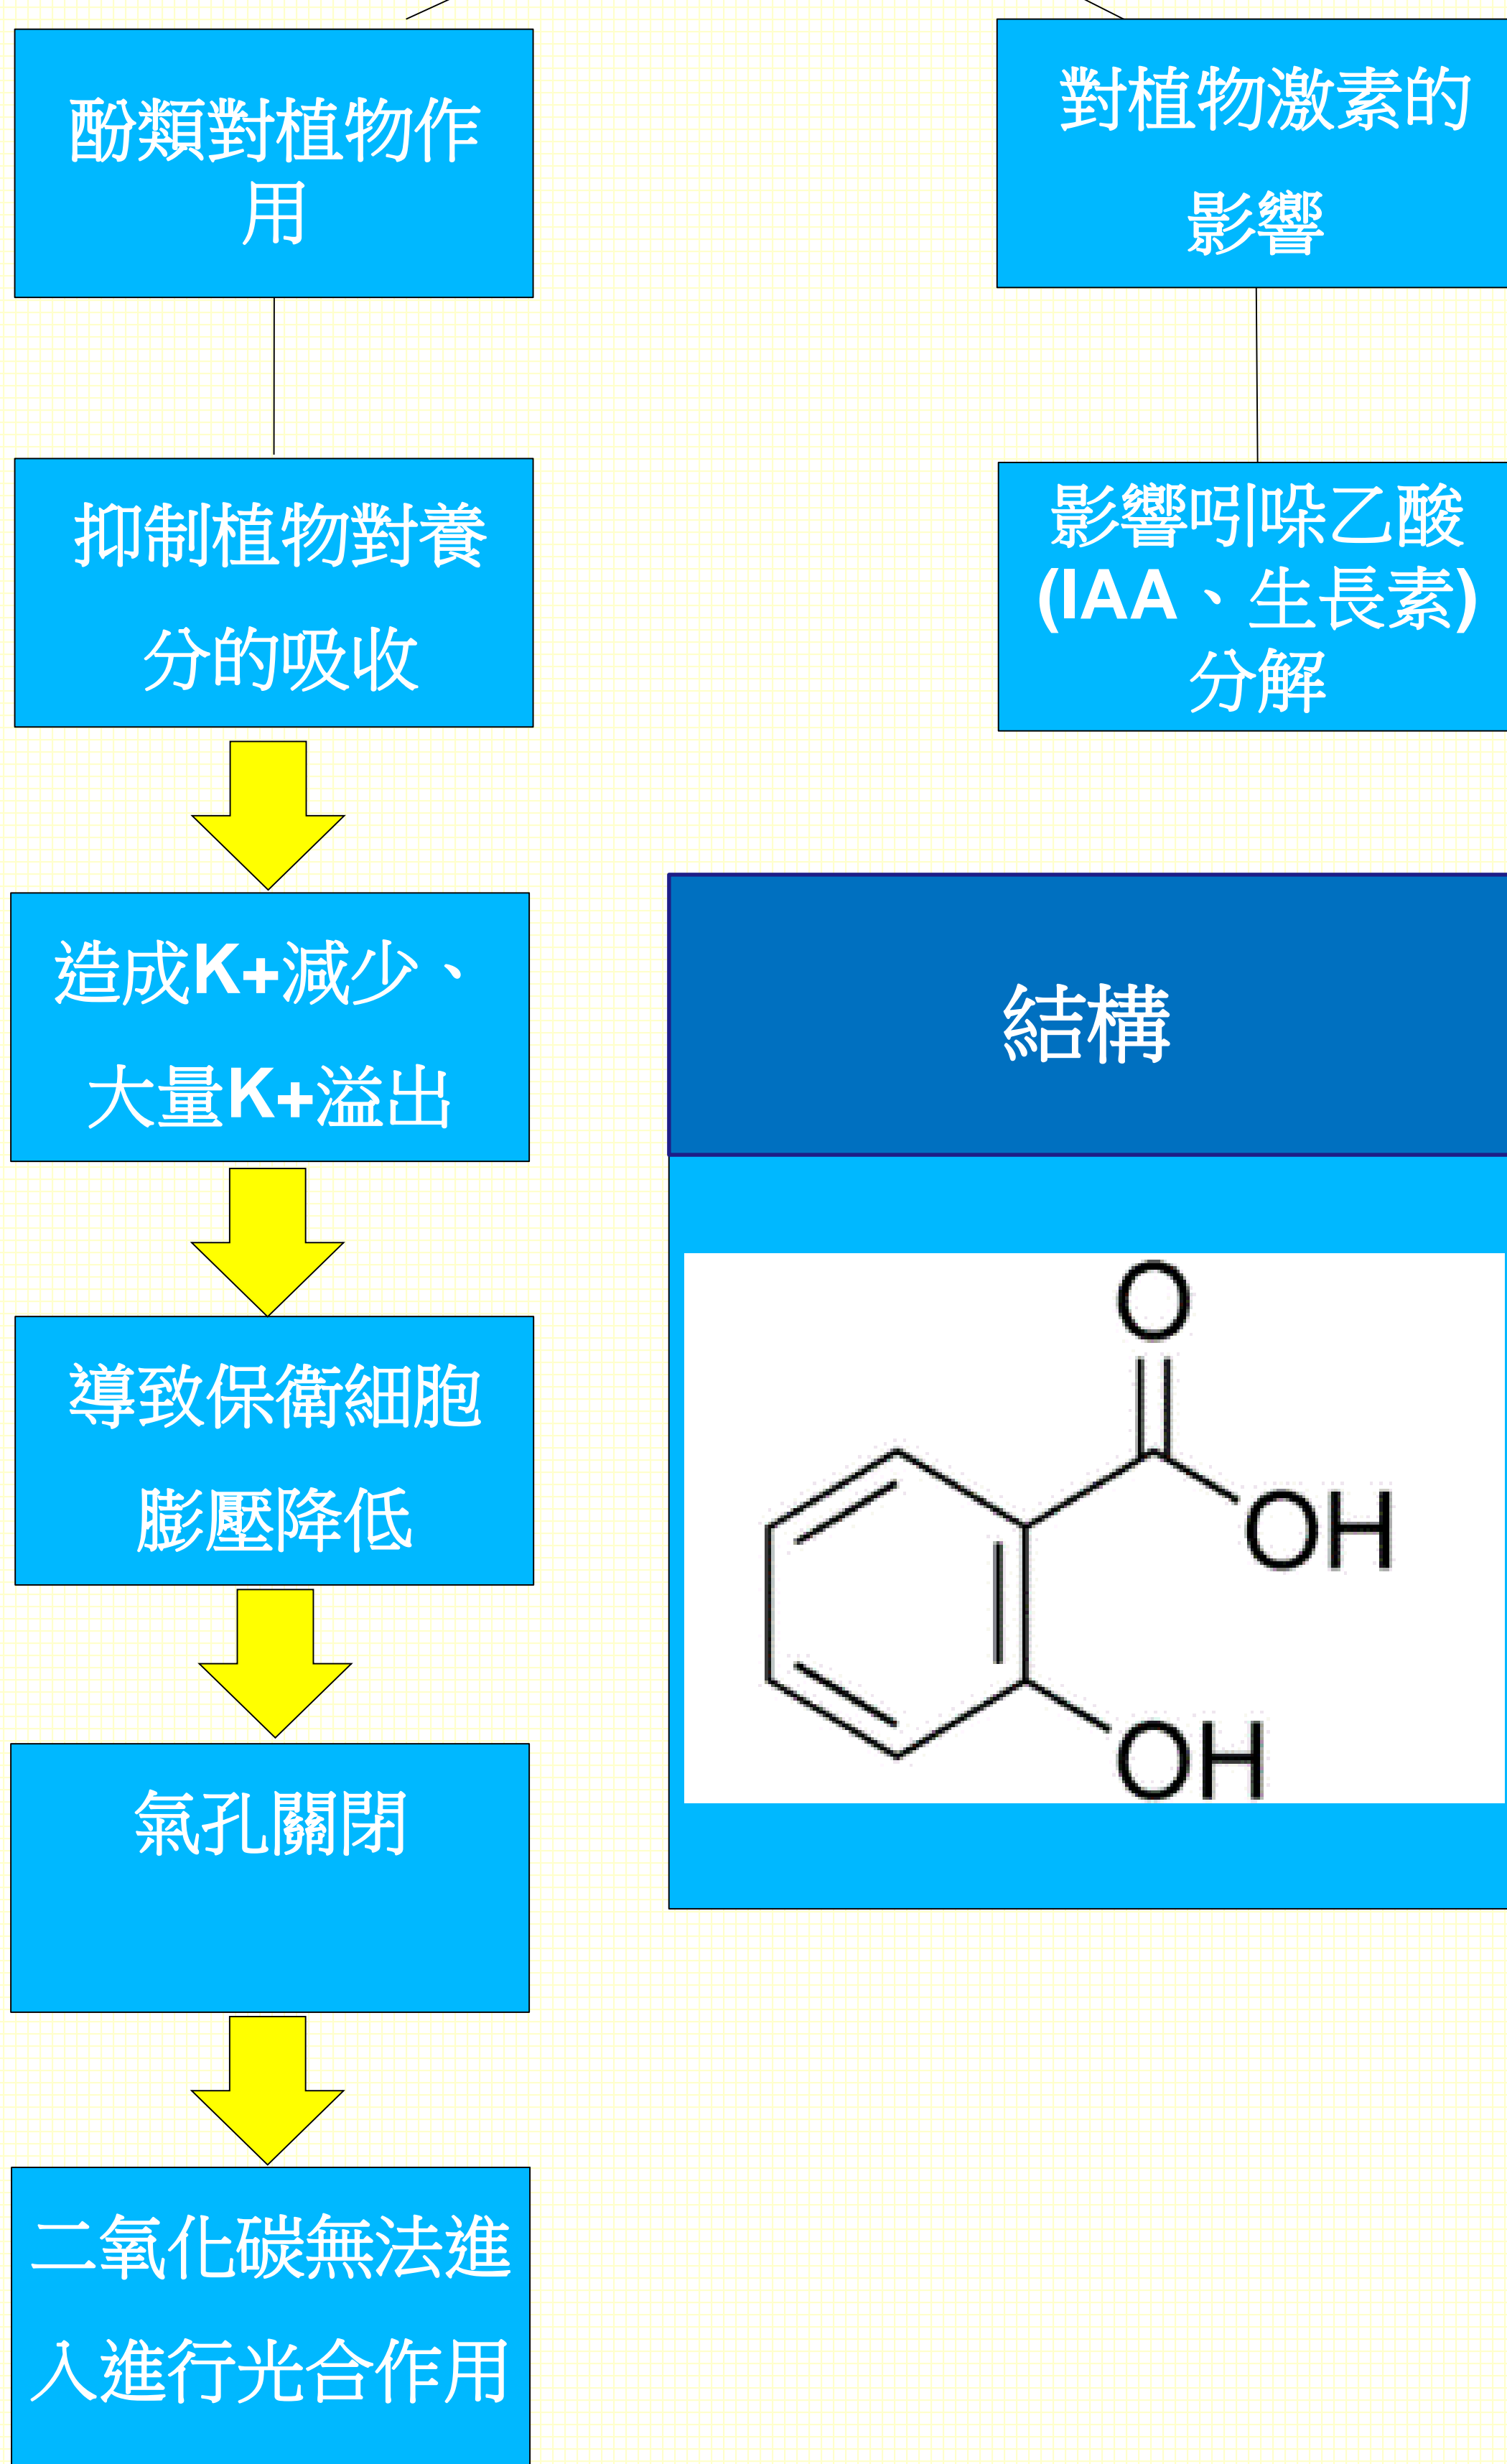 酚類對植物作
用
抑制植物對養
分的吸收
造成K+減少、
大量K+溢出
導致保衛細胞
膨壓降低
氣孔關閉
二氧化碳無法進
入進行光合作用
對植物激素的
影響
影響吲哚乙酸
(IAA、生長素)
分解
結構
O
OH
OH